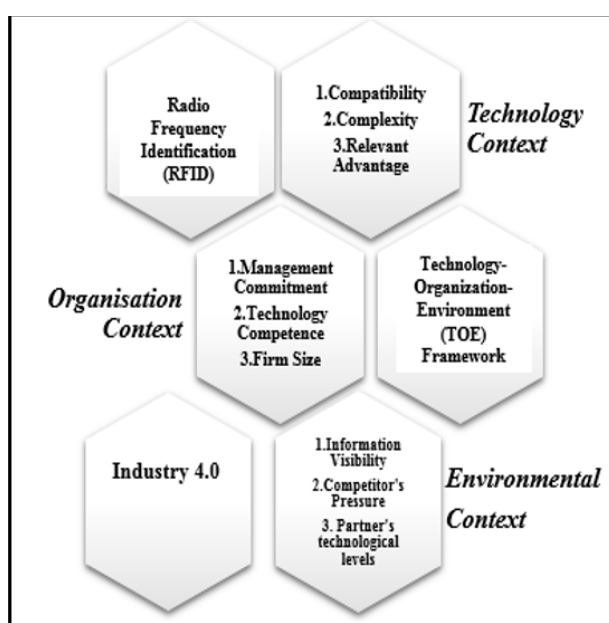 Radio
Frequency
Identification
(RFID)
1.Compatibility
2.Complexity
3.Relevant
Advantage
Technology
Context
Organisation
Context
1.Management
Commitment
2.Technology
Competence
3.Firm Size
Technology-
Organization-
Environment
(TOE)
Framework
Industry 4.0
1.Information
Visibility
2.Competitor's
Pressure
3. Partner's
technological
levels
Environmental
Context